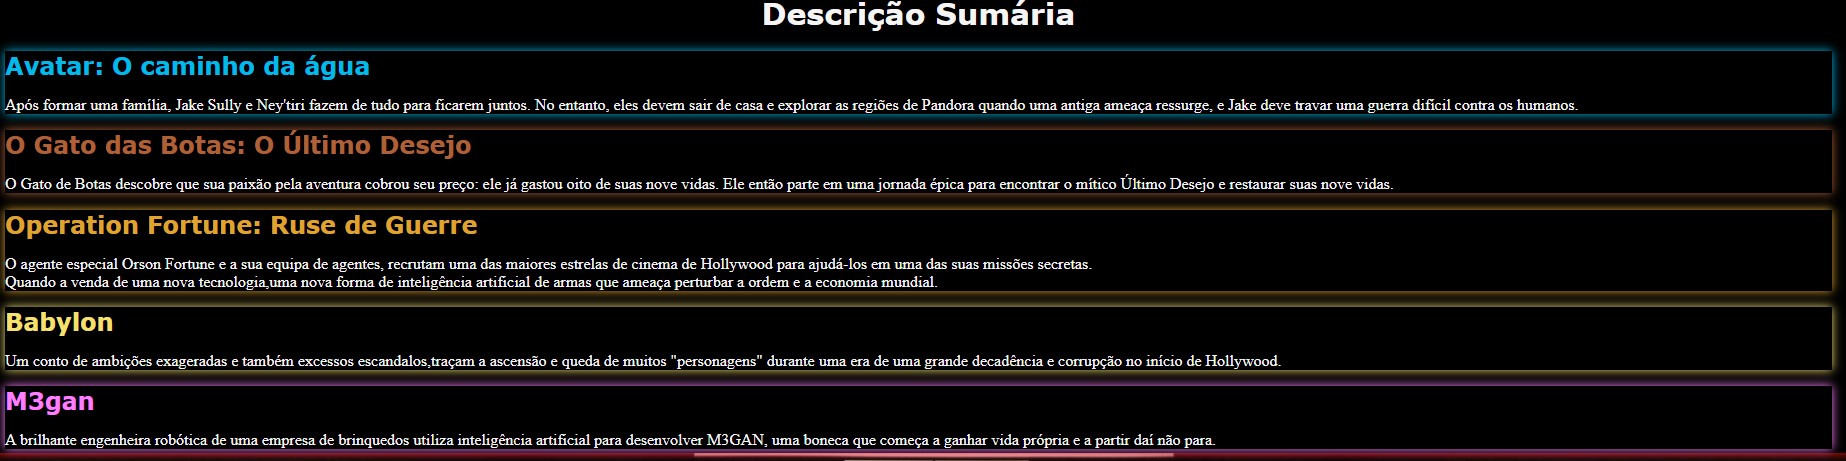 Descrição Sumária
Avatar: O caminho da água
Após formar uma família, Jake Sully e Ney'tiri fazem de tudo para ficarem juntos. No entanto, eles devem sair de casa e explorar as regiões de Pandora quando uma antiga ameaça ressurge, e Jake deve travar uma guerra difícil contra os humanos.
O Gato das Botas: O Último Desejo
O Gato de Botas descobre que sua paixão pela aventura cobrou seu preço: ele já gastou oito de suas nove vidas. Ele então parte em uma jornada épica para encontrar o mítico Último Desejo e restaurar suas nove vidas.
Operation Fortune: Ruse de Guerre
O agente especial Orson Fortune e a sua equipa de agentes, recrutam uma das maiores estrelas de cinema de Hollywood para ajudá-los em uma das suas missões secretas.
Quando a venda de uma nova tecnologia,uma nova forma de inteligência artificial de armas que ameaça perturbar a ordem e a economia mundial.
Babylon
Um conto de ambições exageradas e também excessos escandalos,traçam a ascensão e queda de muitos "personagens" durante uma era de uma grande decadência e corrupção no início de Hollywood.
M3gan
A brilhante engenheira robótica de uma empresa de brinquedos utiliza inteligência artificial para desenvolver M3GAN, uma boneca que começa a ganhar vida própria e a partir daí não para.